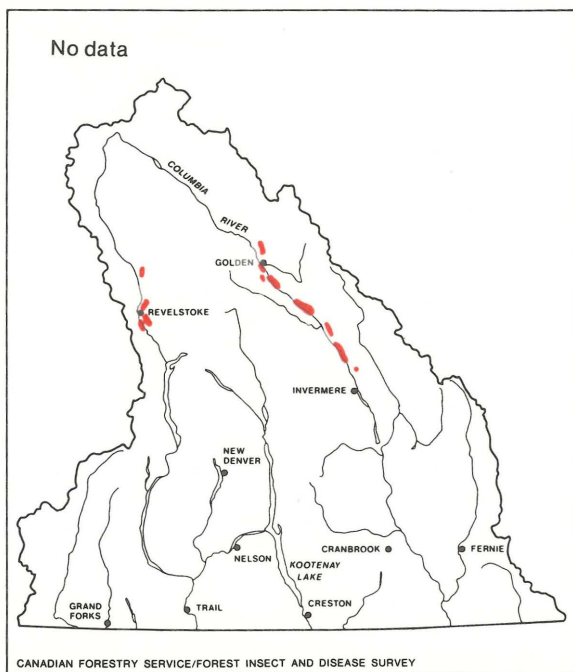 No data
COLUMBIA
RIVER
GOLDEN
REVELSTOKE
INVERMERE
NEW
DENVER
NELSON
KOOTENAY
LAKE
CRANBROOK
FERNIE
GRAND
FORKS
TRAIL
CRESTON
CANADIAN FORESTRY SERVICE/FOREST INSECT AND DISEASE SURVEY